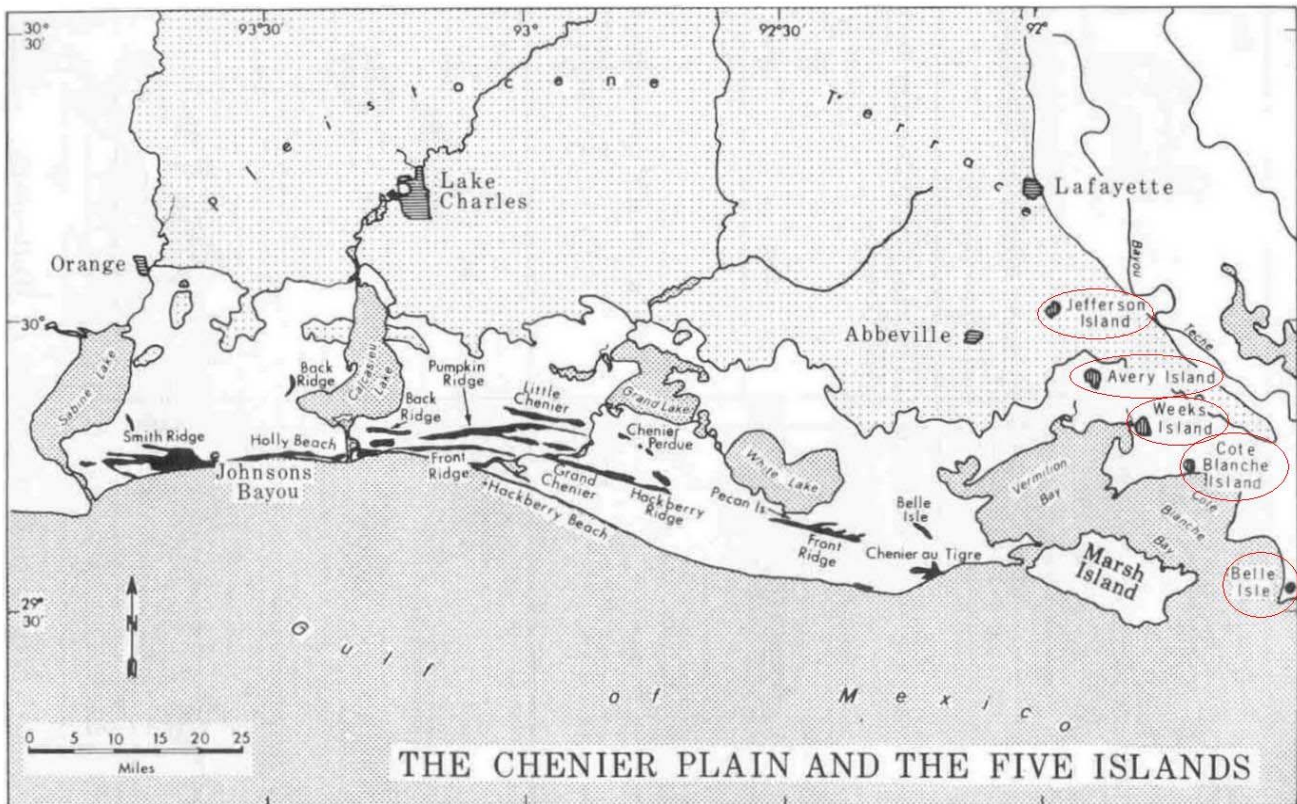 30°
30'
93°30'
93°
92°30'
92°
Pleistocene
Terrace
Lake
Charles
Lafayette
Orange
Bayou
Teche
30°
Jefferson
Island
Abbeville
Avery Island
Sabine Lake
Back
Ridge
Calcasieu
Lake
Pumpkin
Ridge
Back
Ridge
Little
Chenier
Grand Lake
Chenier
Perdue
Weeks
Island
Smith Ridge
Holly Beach
Johnsons
Bayou
Front
Ridge
Grand
Chenier
Hackberry
Ridge
Hackberry Beach
White Lake
Pecan Is.
Front
Ridge
Belle
Isle
Chenier au Tigre
Vermilion
Bay
Cote
Blanche
Island
Cote
Blanche
Bay
Marsh
Island
Belle
Isle
29°
30'
N
Gulf of Mexico
0 5 10 15 20 25
Miles
THE CHENIER PLAIN AND THE FIVE ISLANDS